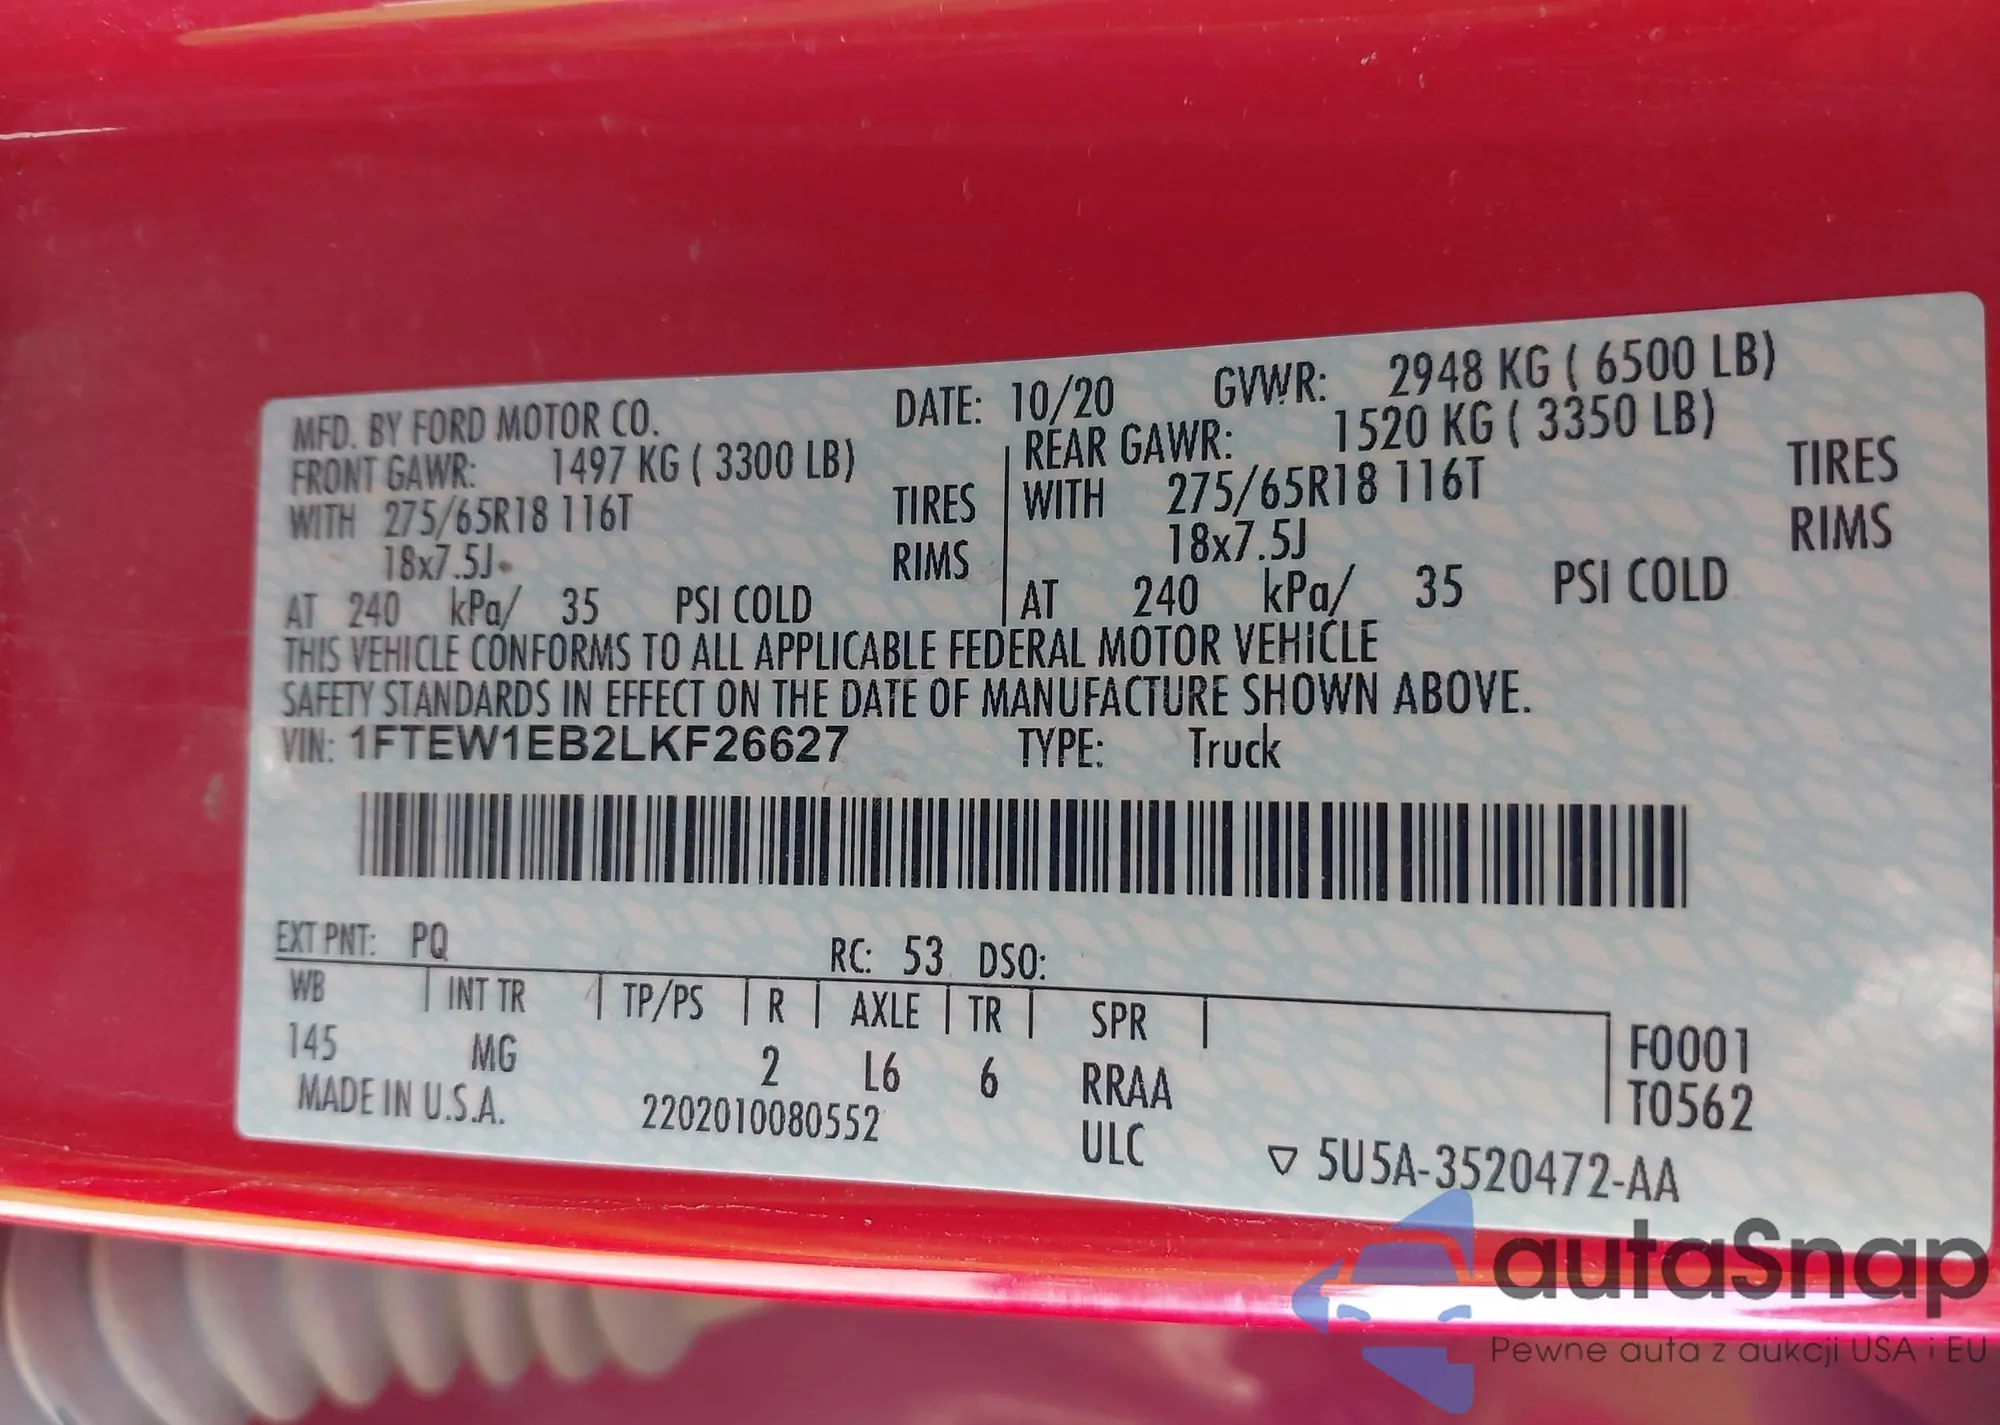 MFD. BY FORD MOTOR CO. DATE: 10/20 GVWR: 2948 KG ( 6500 LB)
FRONT GAWR: 1497 KG ( 3300 LB) REAR GAWR: 1520 KG ( 3350 LB)
WITH 275/65R18 116T TIRES WITH 275/65R18 116T TIRES
18x7.5J RIMS 18x7.5J RIMS
AT 240 kPa/ 35 PSI COLD AT 240 kPa/ 35 PSI COLD
THIS VEHICLE CONFORMS TO ALL APPLICABLE FEDERAL MOTOR VEHICLE
SAFETY STANDARDS IN EFFECT ON THE DATE OF MANUFACTURE SHOWN ABOVE.
VIN: 1FTEW1EB2LKF26627 TYPE: Truck
EXT PNT: PQ RC: 53 DSO:
WB INT TR TP/PS R AXLE TR SPR
145 MG 2 L6 6 RRAA F0001
MADE IN U.S.A. 2202010080552 ULC T0562
▽ 5U5A-3520472-AA
autaSnap
Pewne auta z aukcji USA i EU